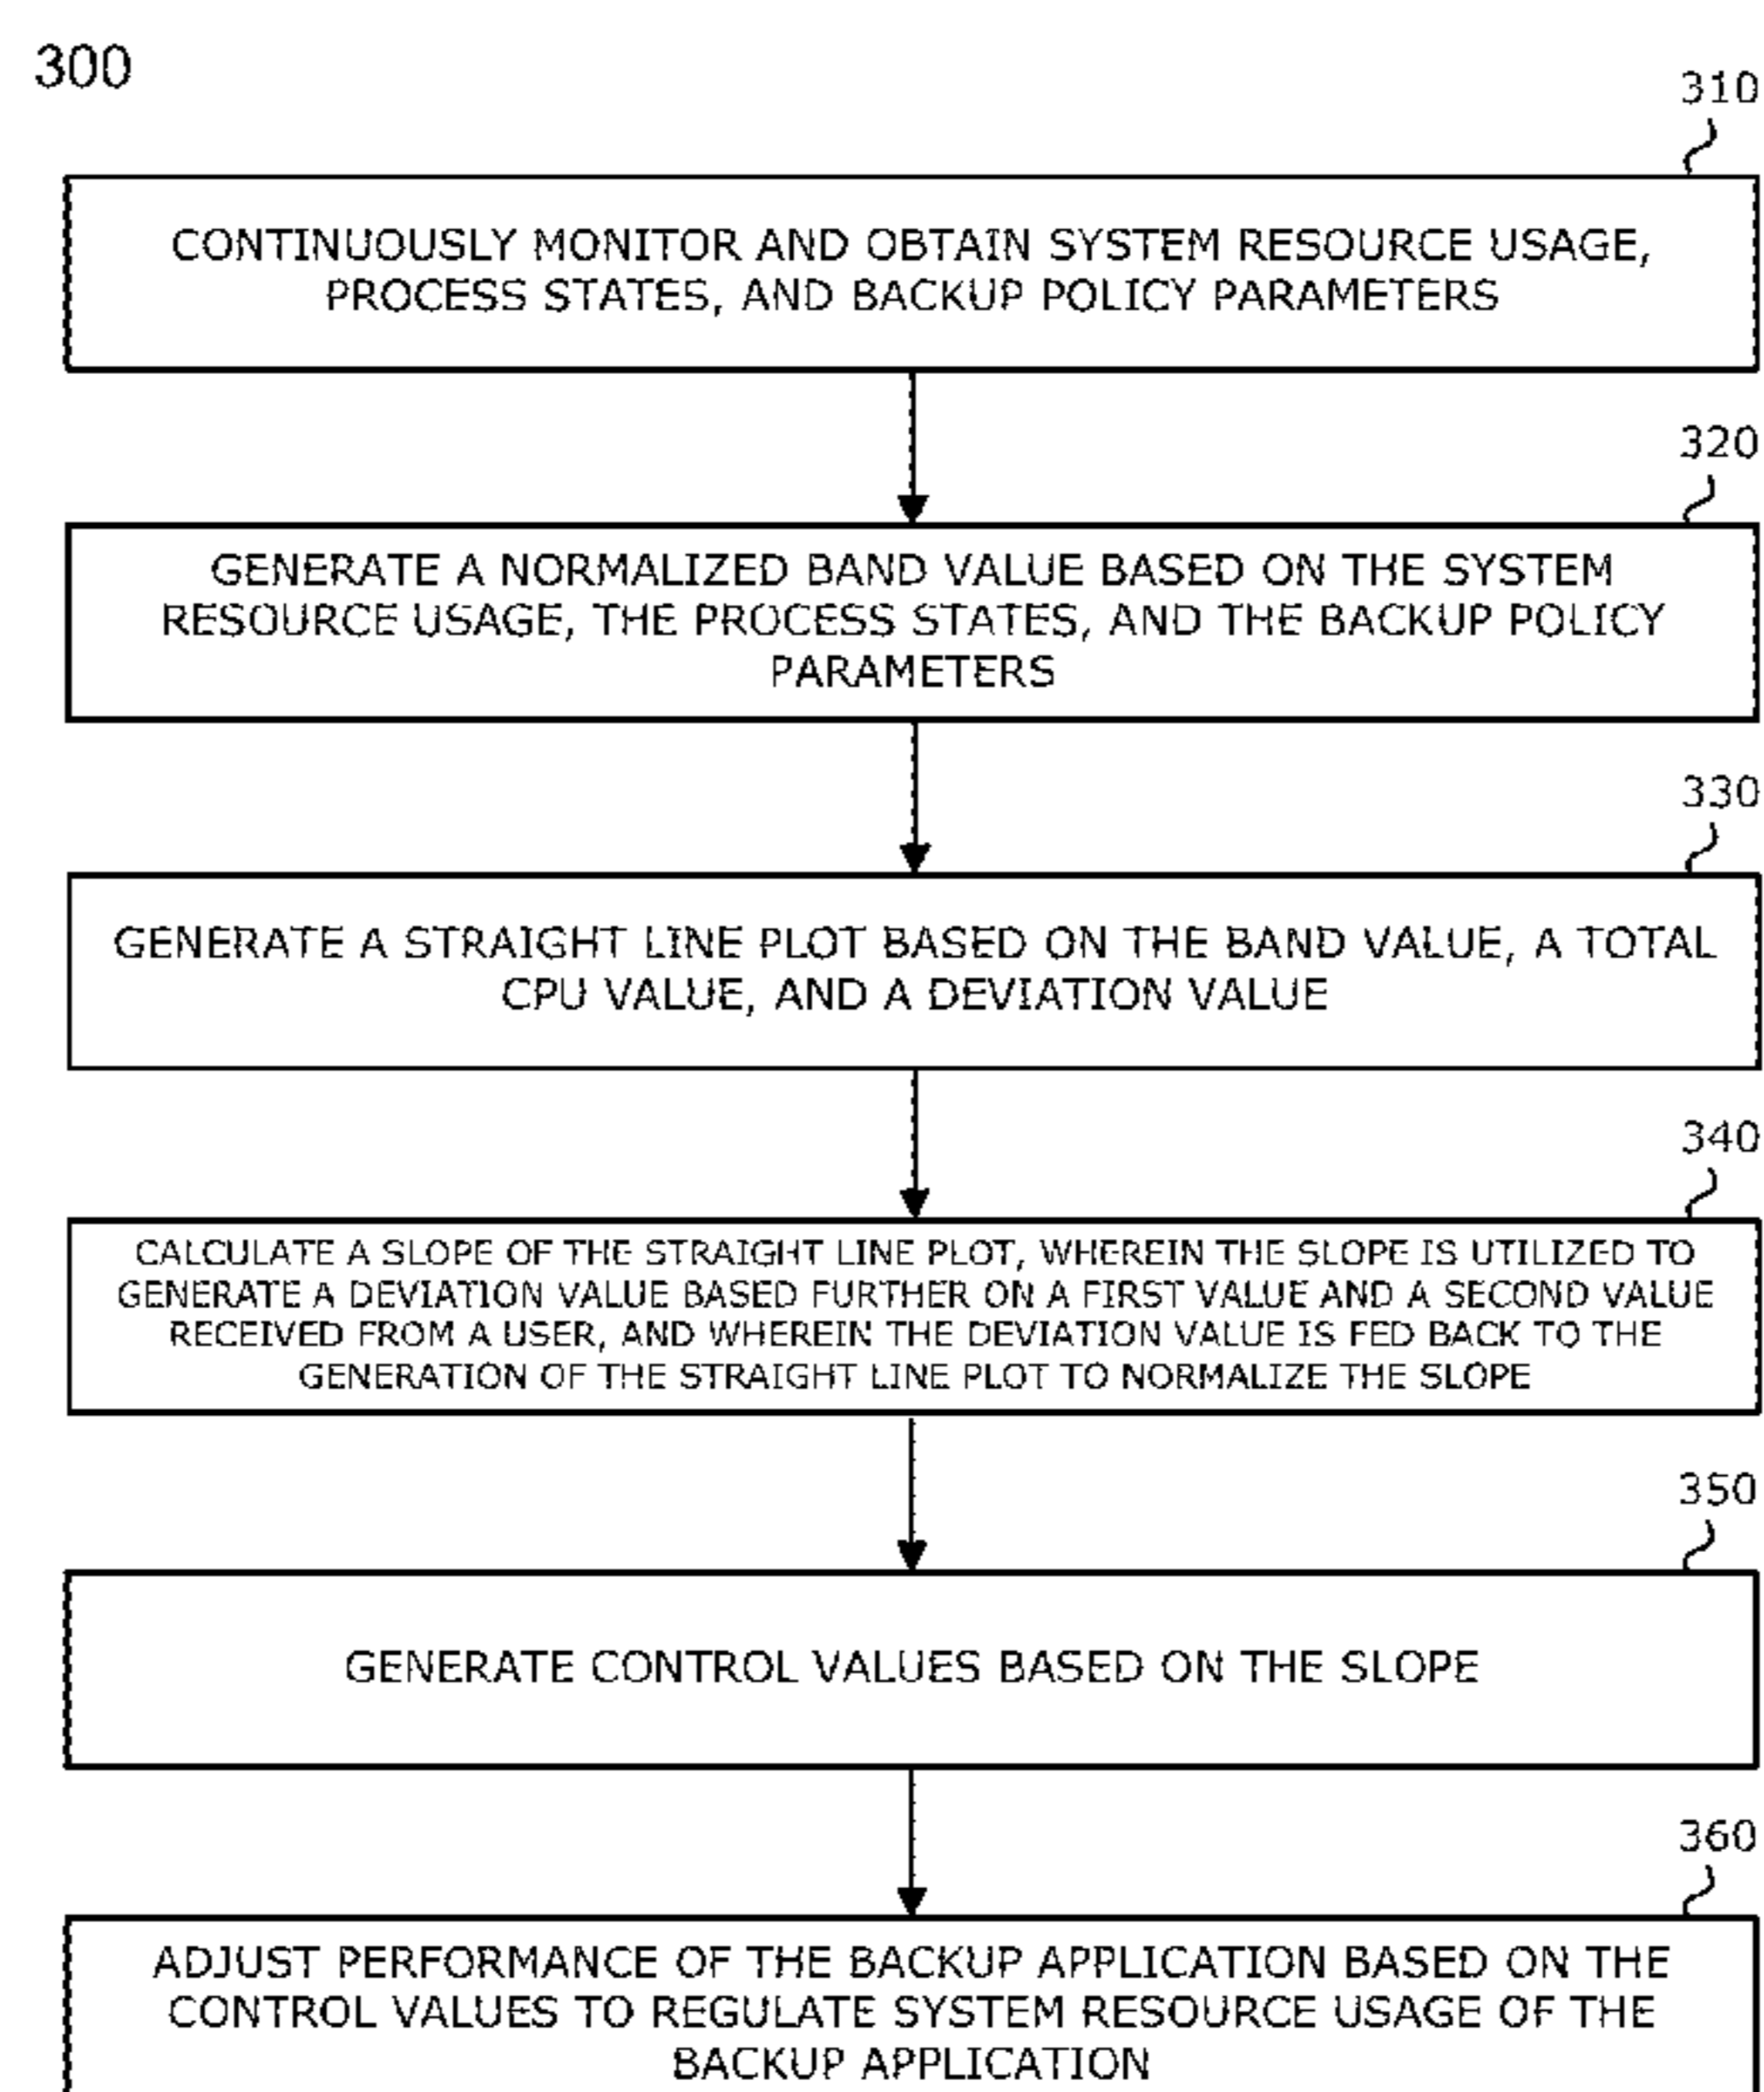 300
310
CONTINUOUSLY MONITOR AND OBTAIN SYSTEM RESOURCE USAGE,
PROCESS STATES, AND BACKUP POLICY PARAMETERS
320
GENERATE A NORMALIZED BAND VALUE BASED ON THE SYSTEM
RESOURCE USAGE, THE PROCESS STATES, AND THE BACKUP POLICY
PARAMETERS
330
GENERATE A STRAIGHT LINE PLOT BASED ON THE BAND VALUE, A TOTAL
CPU VALUE, AND A DEVIATION VALUE
340
CALCULATE A SLOPE OF THE STRAIGHT LINE PLOT, WHEREIN THE SLOPE IS UTILIZED TO
GENERATE A DEVIATION VALUE BASED FURTHER ON A FIRST VALUE AND A SECOND VALUE
RECEIVED FROM A USER, AND WHEREIN THE DEVIATION VALUE IS FED BACK TO THE
GENERATION OF THE STRAIGHT LINE PLOT TO NORMALIZE THE SLOPE
350
GENERATE CONTROL VALUES BASED ON THE SLOPE
360
ADJUST PERFORMANCE OF THE BACKUP APPLICATION BASED ON THE
CONTROL VALUES TO REGULATE SYSTEM RESOURCE USAGE OF THE
BACKUP APPLICATION